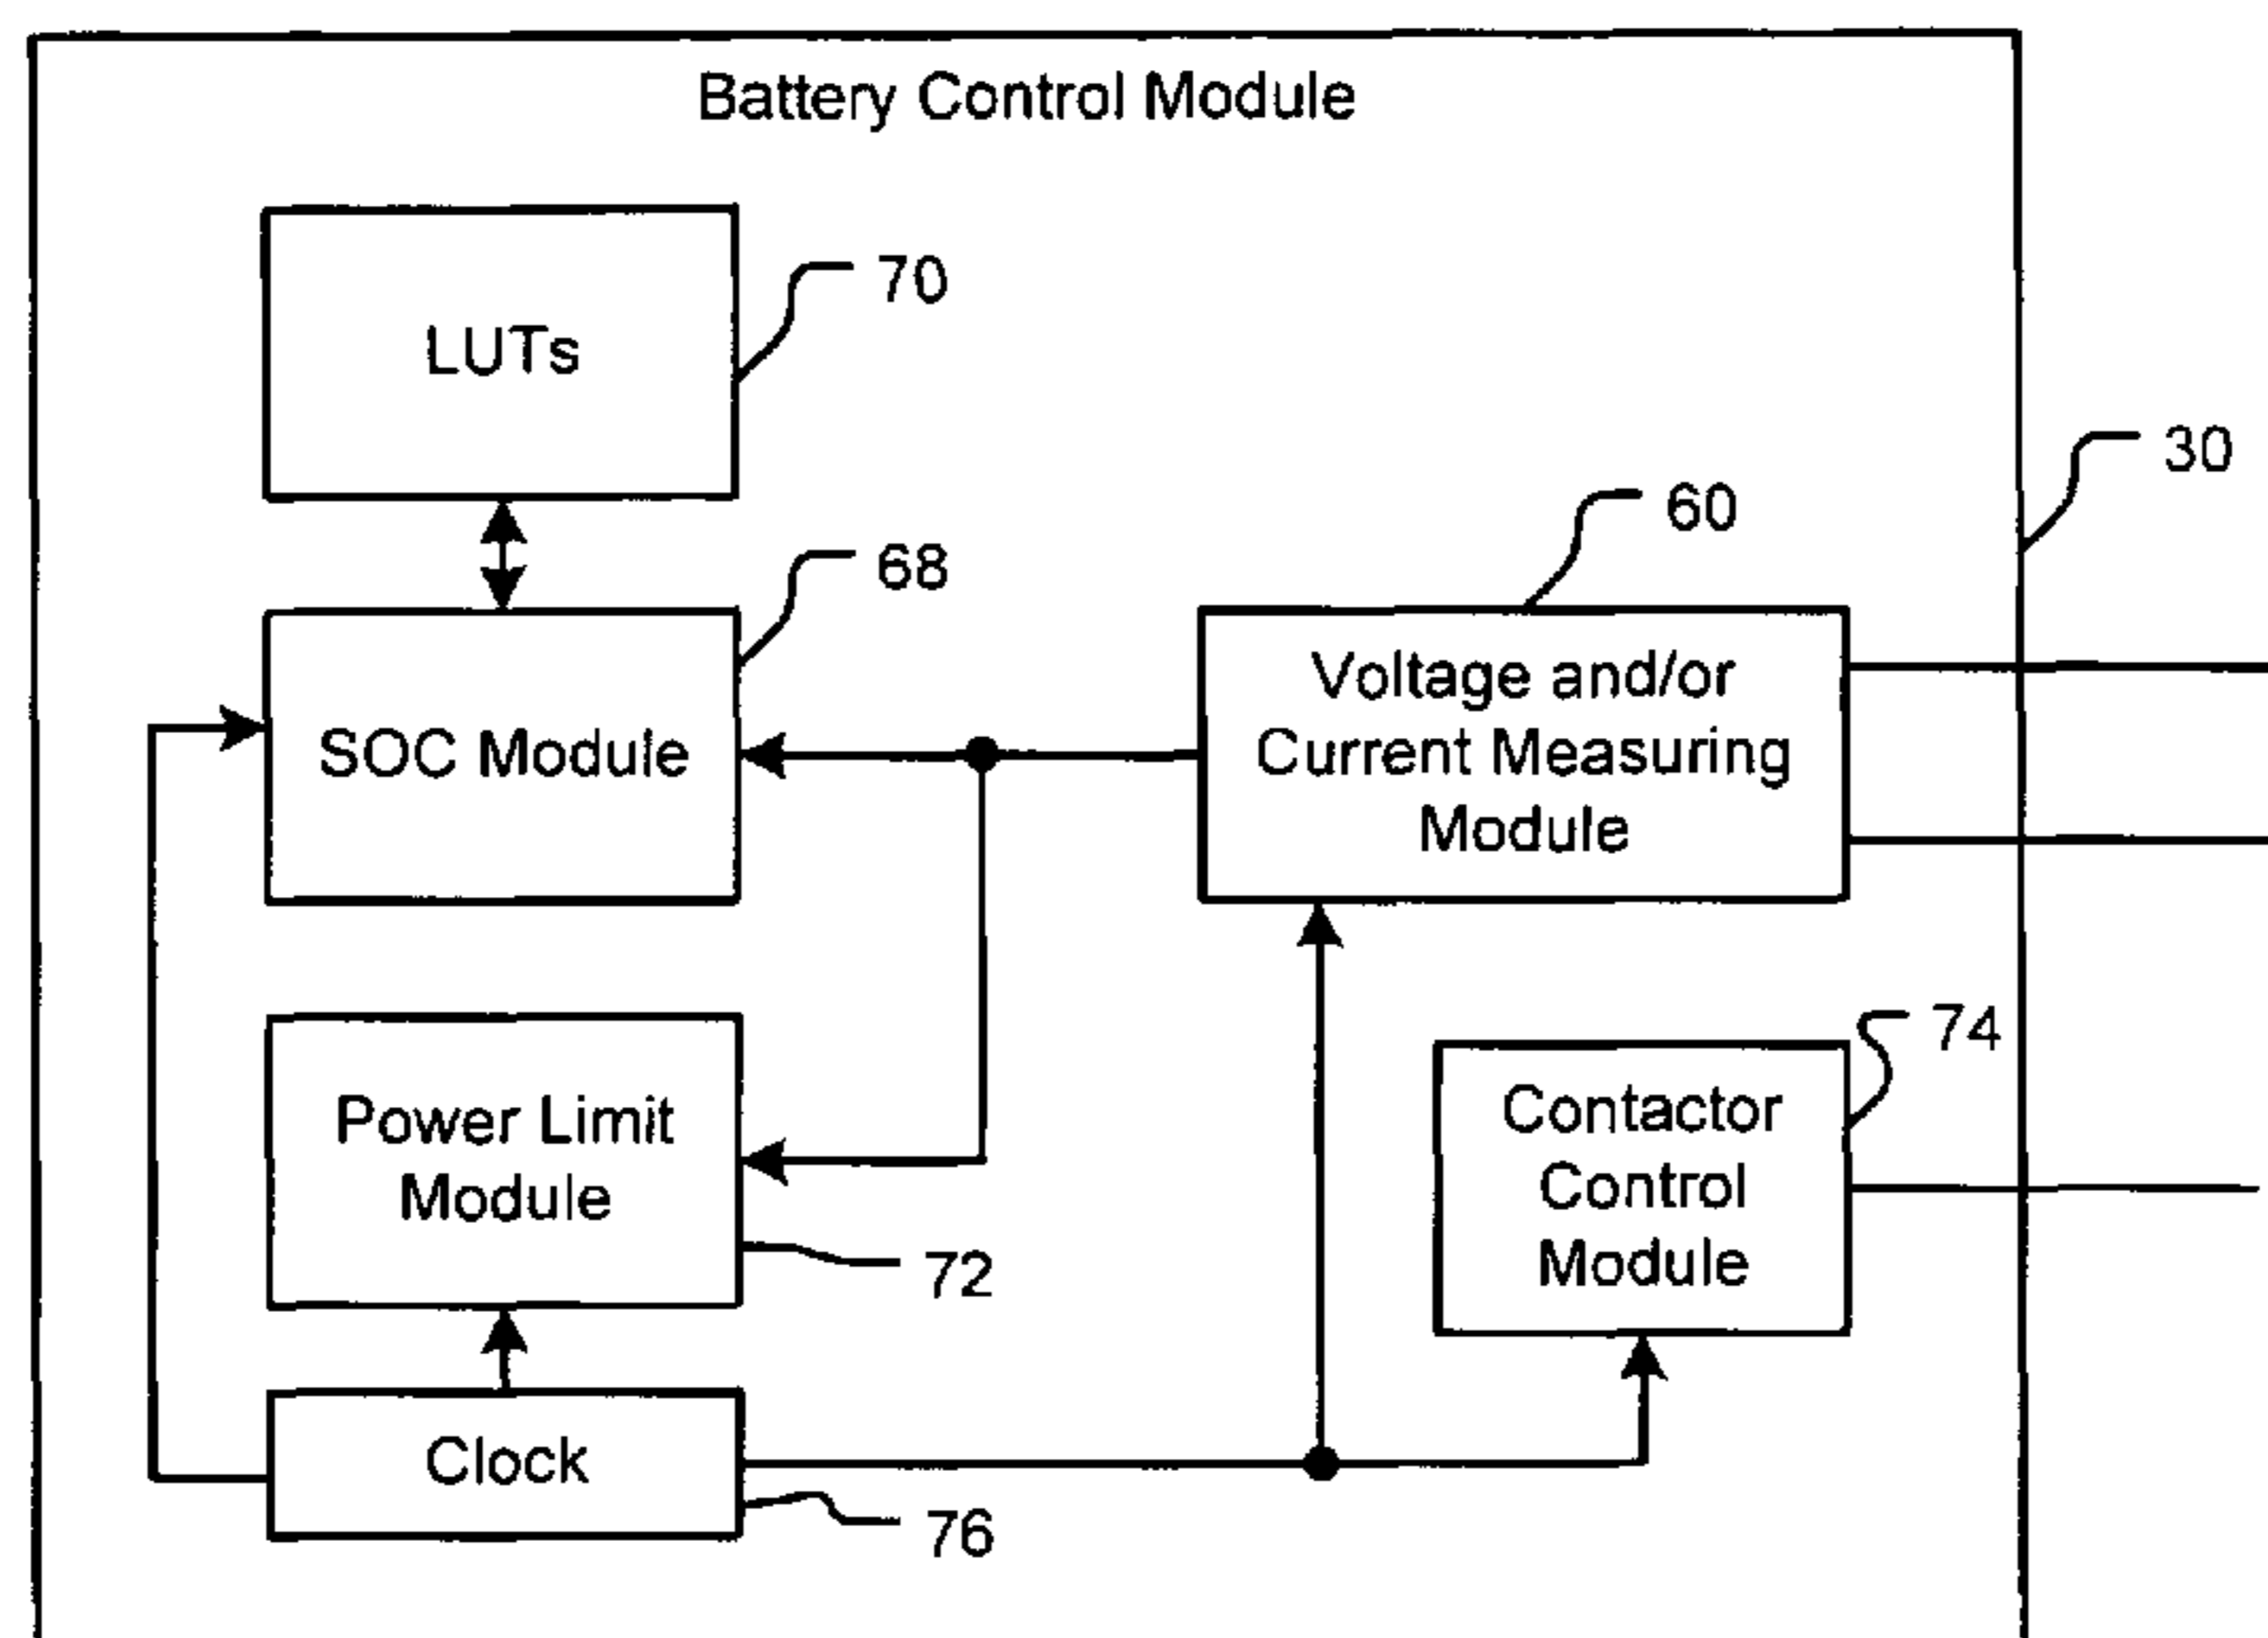 Battery Control Module
70
LUTs
30
60
68
Voltage and/or
Current Measuring
Module
SOC Module
74
Contactor
Control
Module
Power Limit
Module
72
Clock
76